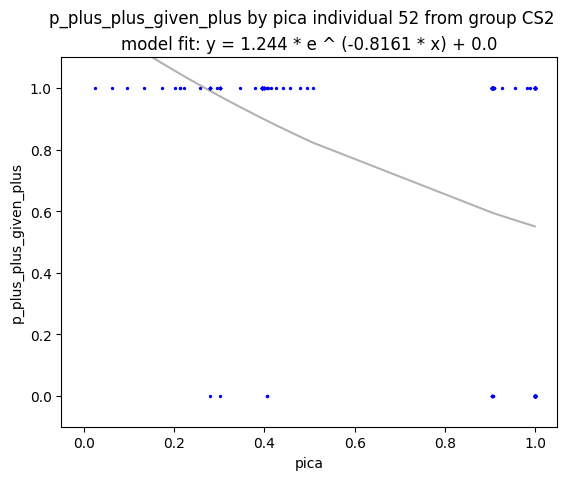 p_plus_plus_given_plus by pica individual 52 from group CS2
model fit: y = 1.244 * e ^ (-0.8161 * x) + 0.0
p_plus_plus_given_plus
1.0
0.8
0.6
0.4
0.2
0.0
0.0 0.2 0.4 0.6 0.8 1.0
pica